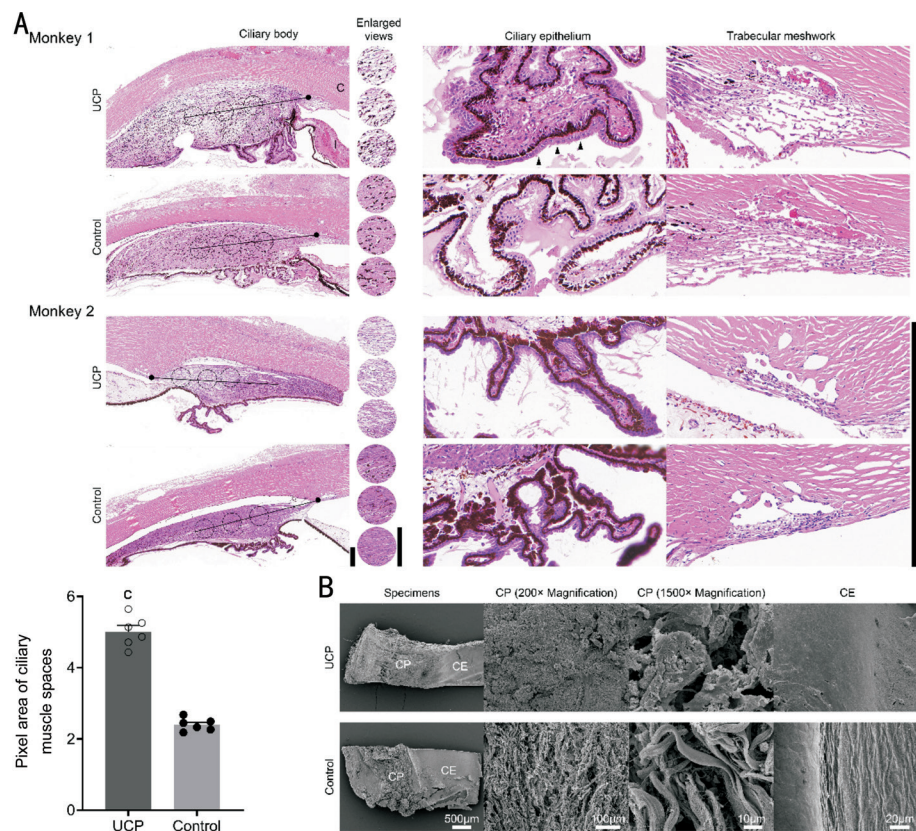 A
Monkey 1
Ciliary body
Enlarged
views
Ciliary epithelium
Trabecular meshwork
UCP
C
I
Control
Monkey 2
UCP
Control
Pixel area of ciliary
muscle spaces
6
4
2
0
C
UCP
Control
B
Specimens
CP (200× Magnification)
CP (1500× Magnification)
CE
UCP
CP
CE
Control
CP
CE
500μm
100μm
10μm
20μm